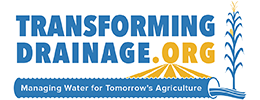 TRANSFORMING
DRAINAGE.ORG
Managing Water for Tomorrow's Agriculture